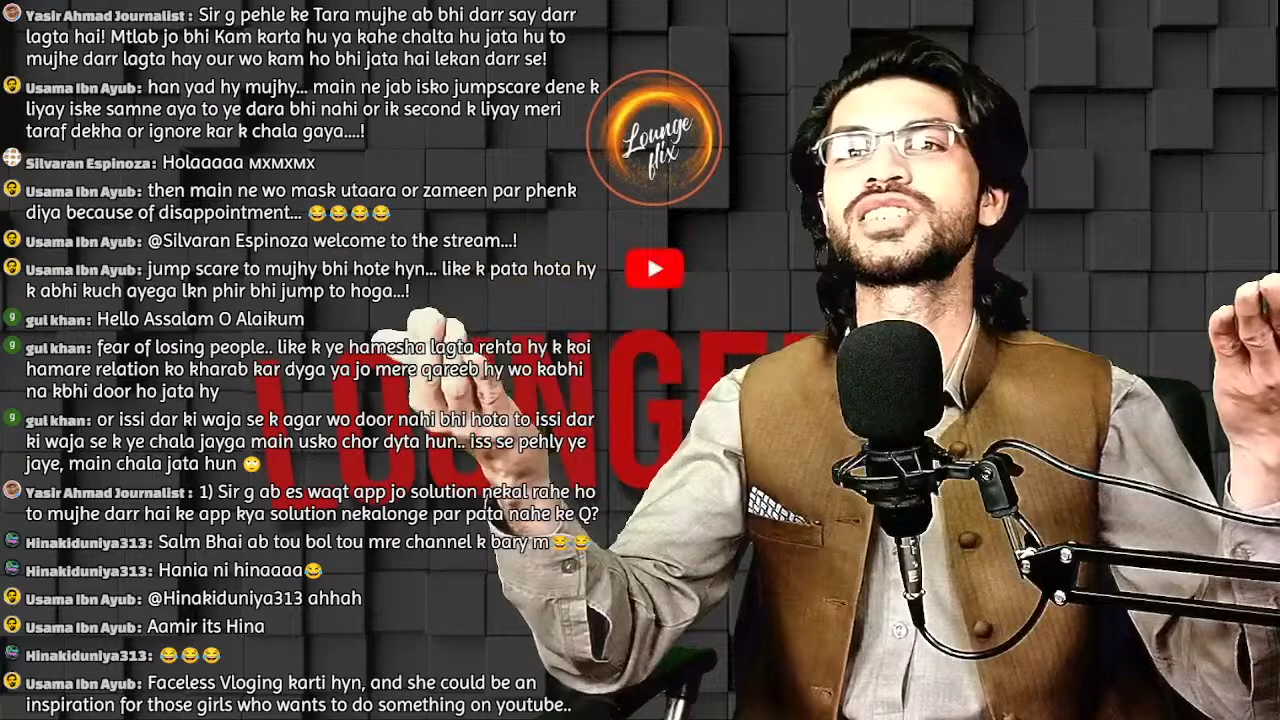 Yasir Ahmad Journalist : Sir g pehle ke Tara mujhe ab bhi darr say darr
lagta hai! Mtlab jo bhi Kam karta hu ya kahe chalta hu jata hu to
mujhe darr lagta hay our wo kam ho bhi jata hai lekan darr se!
Usama Ibn Ayub: han yad hy mujhy... main ne jab isko jumpscare dene k
liyay iske samne aya to ye dara bhi nahi or ik second k liyay meri
taraf dekha or ignore kar k chala gaya....!
Silvaran Espinoza: Holaaaaa мxмxмx
Usama Ibn Ayub: then main ne wo mask utaara or zameen par phenk
diya because of disappointment... 😂😂😂😂
Usama Ibn Ayub: @Silvaran Espinoza welcome to the stream...!
Usama Ibn Ayub: jump scare to mujhy bhi hote hyn... like k pata hota hy
k abhi kuch ayega lkn phir bhi jump to hoga...!
g gul khan: Hello Assalam O Alaikum
g gul khan: fear of losing people.. like k ye hamesha lagta rehta hy k koi
hamare relation ko kharab kar dyga ya jo mere qareeb hy wo kabhi
na kbhi door ho jata hy
g gul khan: or issi dar ki waja se k agar wo door nahi bhi hota to issi dar
ki waja se k ye chala jayga main usko chor dyta hun.. iss se pehly ye
jaye, main chala jata hun 🙄
Yasir Ahmad Journalist : 1) Sir g ab es waqt app jo solution nekal rahe ho
to mujhe darr hai ke app kya solution nekalonge par pata nahe ke Q?
Hinakiduniya313: Salm Bhai ab tou bol tou mre channel k bary m😂😂
Hinakiduniya313: Hania ni hinaaaa😂
Usama Ibn Ayub: @Hinakiduniya313 ahhah
Usama Ibn Ayub: Aamir its Hina
Hinakiduniya313: 😂😂😂
Usama Ibn Ayub: Faceless Vloging karti hyn, and she could be an
inspiration for those girls who wants to do something on youtube..
Lounge
flix